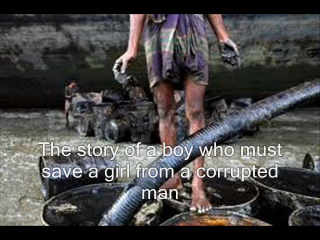 The story of a boy who must
save a girl from a corrupted
man